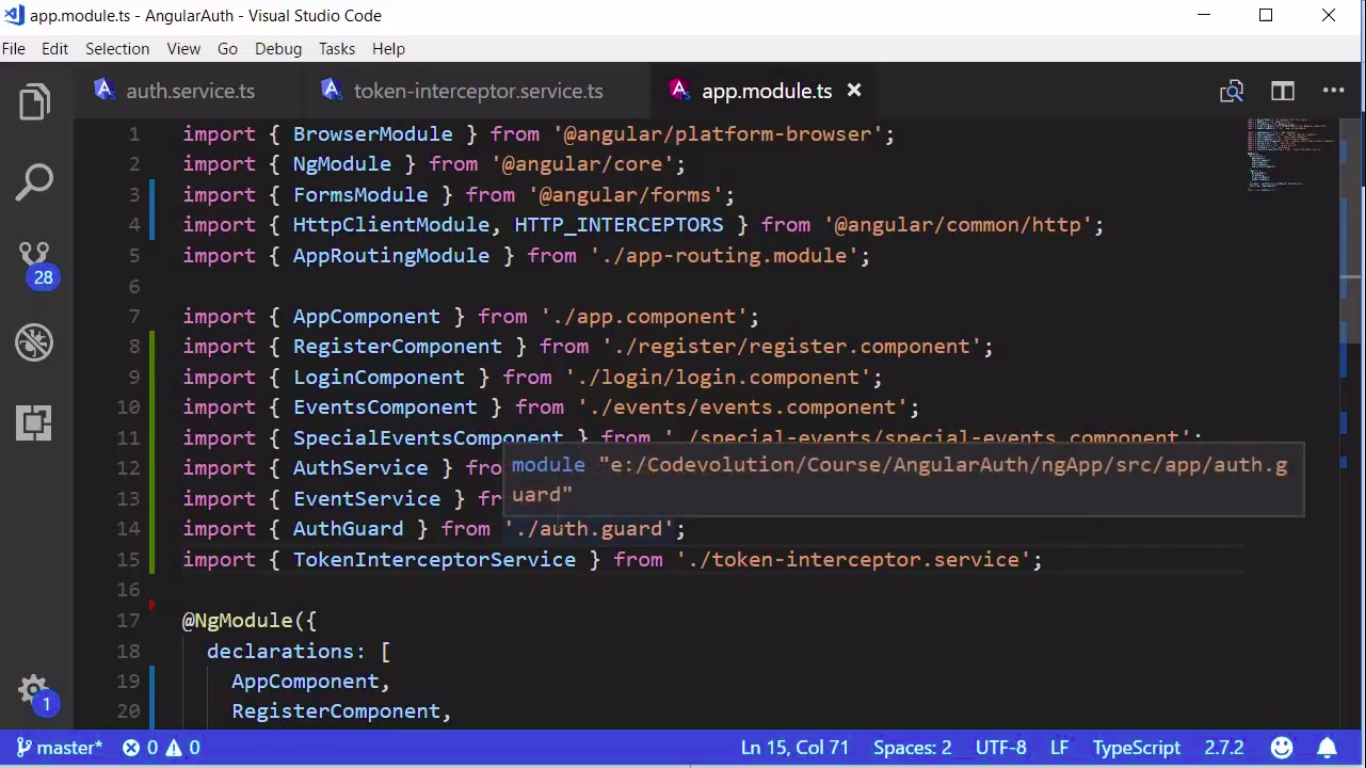 app.module.ts - AngularAuth - Visual Studio Code
File Edit Selection View Go Debug Tasks Help
auth.service.ts token-interceptor.service.ts app.module.ts
1 import { BrowserModule } from '@angular/platform-browser';
2 import { NgModule } from '@angular/core';
3 import { FormsModule } from '@angular/forms';
4 import { HttpClientModule, HTTP_INTERCEPTORS } from '@angular/common/http';
5 import { AppRoutingModule } from './app-routing.module';
6
7 import { AppComponent } from './app.component';
8 import { RegisterComponent } from './register/register.component';
9 import { LoginComponent } from './login/login.component';
10 import { EventsComponent } from './events/events.component';
11 import { SpecialEventsComponent } from './special-events/special-events.component';
12 import { AuthService } fro
module "e:/Codevolution/Course/AngularAuth/ngApp/src/app/auth.g
uard"
13 import { EventService } fr
14 import { AuthGuard } from './auth.guard';
15 import { TokenInterceptorService } from './token-interceptor.service';
16
17 @NgModule({
18 declarations: [
19 AppComponent,
20 RegisterComponent,
28
1
master* 0 0 Ln 15, Col 71 Spaces: 2 UTF-8 LF TypeScript 2.7.2